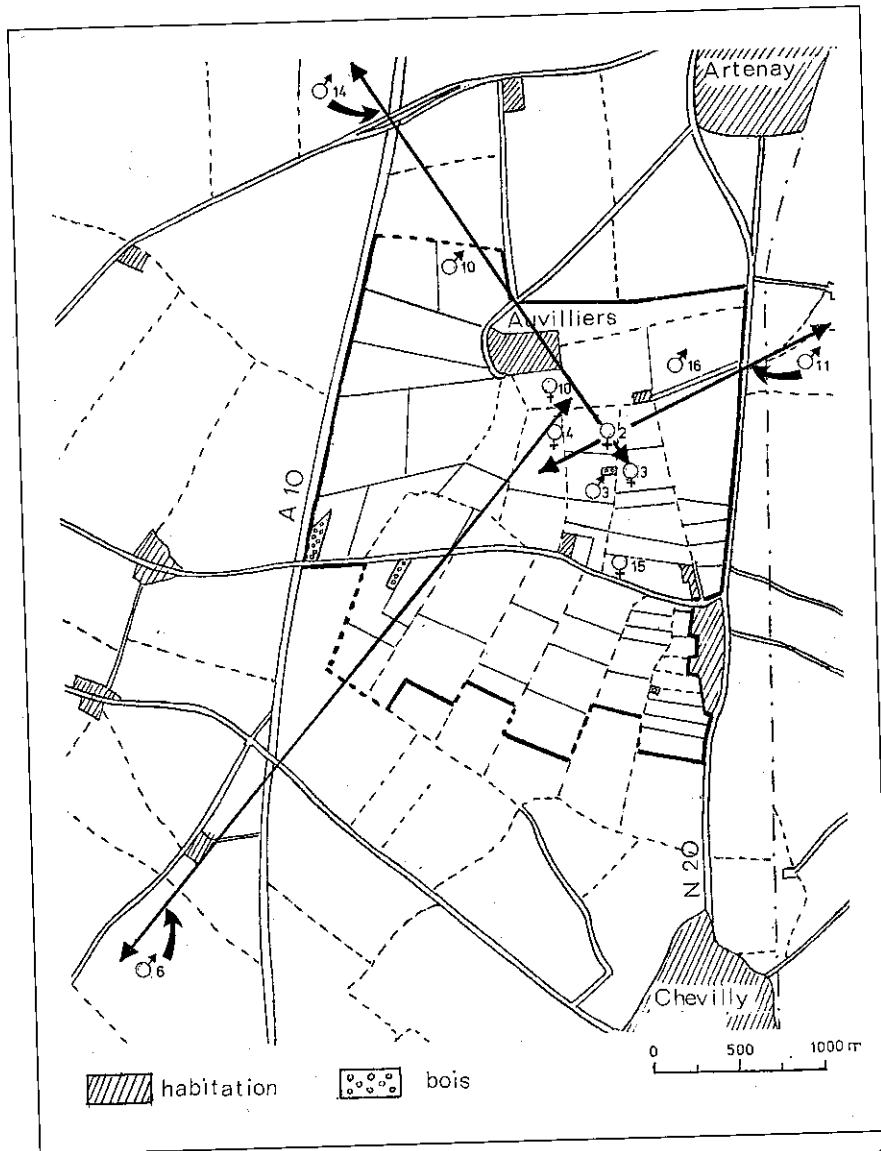 Artenay
♂14
♂10
Auvilliers
♂16
♂11
♀10
♀4
♀2
♀3
♂3
A 10
♀15
N 20
♂6
Chevilly
0 500 1000 m
habitation
bois